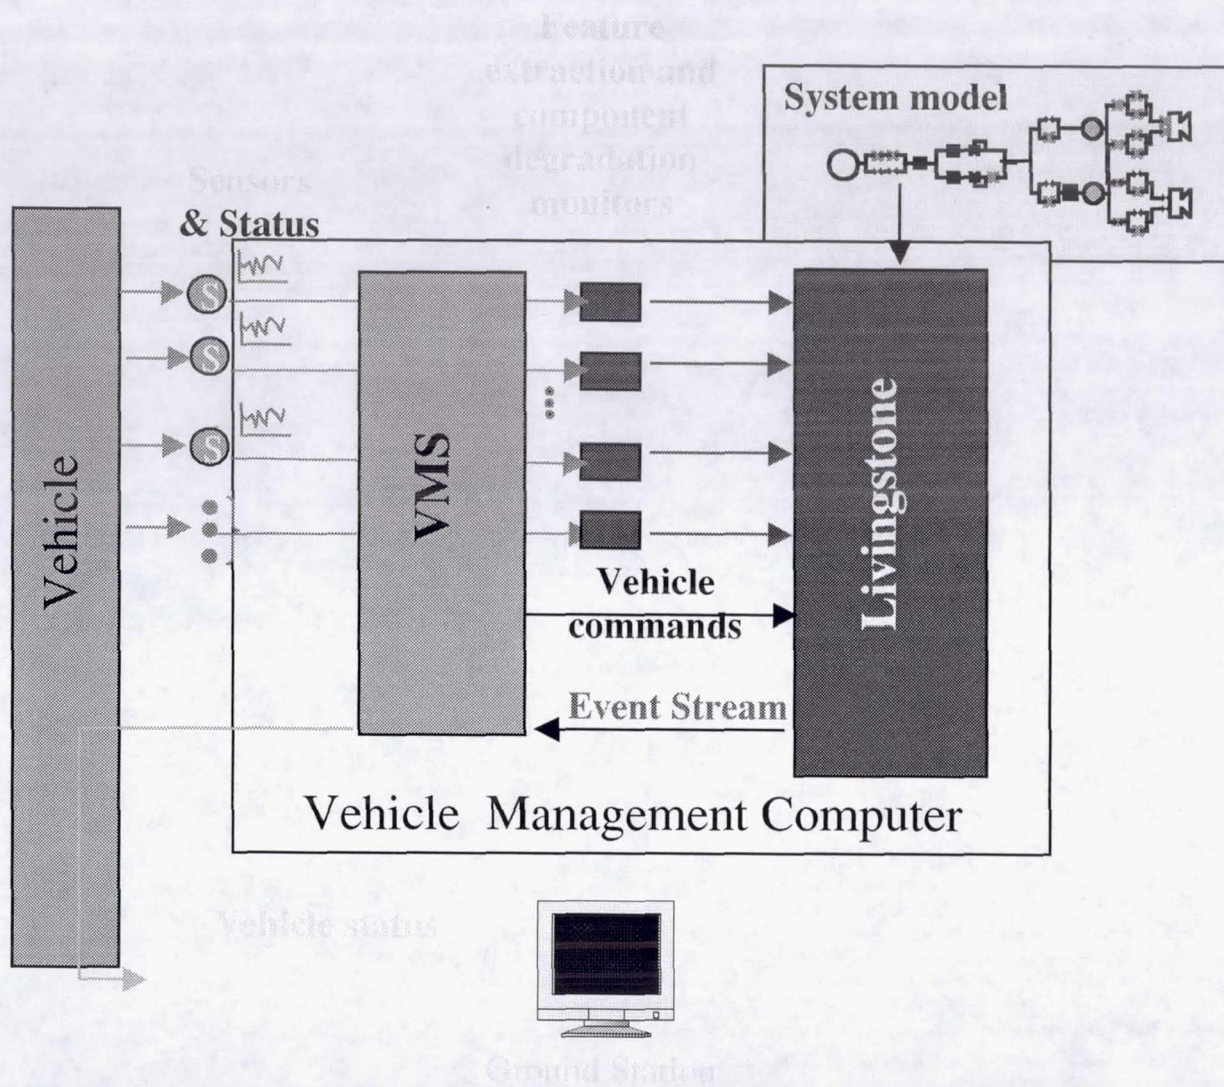 Feature
extraction and
component
degradation
monitors
System model
Sensors
& Status
S
S
S
Vehicle
VMS
Livingstone
Vehicle
commands
Event Stream
Vehicle Management Computer
Vehicle status
Ground Station